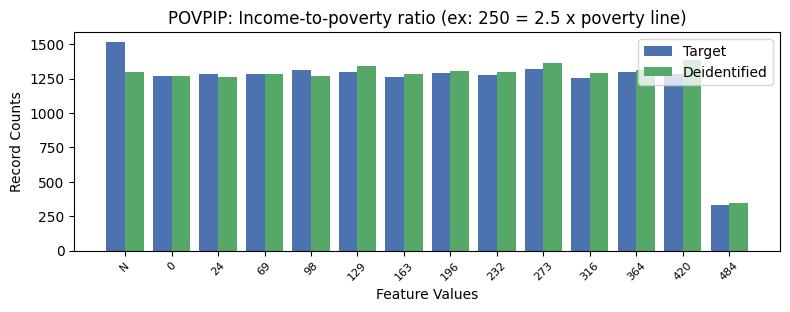 POVPIP: Income-to-poverty ratio (ex: 250 = 2.5 x poverty line)
Target
Deidentified
Record Counts
1500
1250
1000
750
500
250
0
N 0 24 69 98 129 163 196 232 273 316 364 420 484
Feature Values